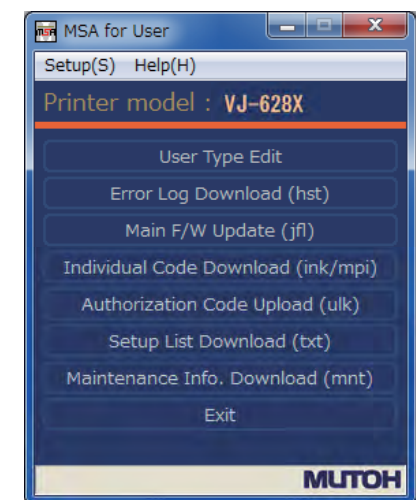 MSA MSA for User
Setup(S) Help(H)
Printer model : VJ-628X
User Type Edit
Error Log Download (hst)
Main F/W Update (jfl)
Individual Code Download (ink/mpi)
Authorization Code Upload (ulk)
Setup List Download (txt)
Maintenance Info. Download (mnt)
Exit
MUTOH